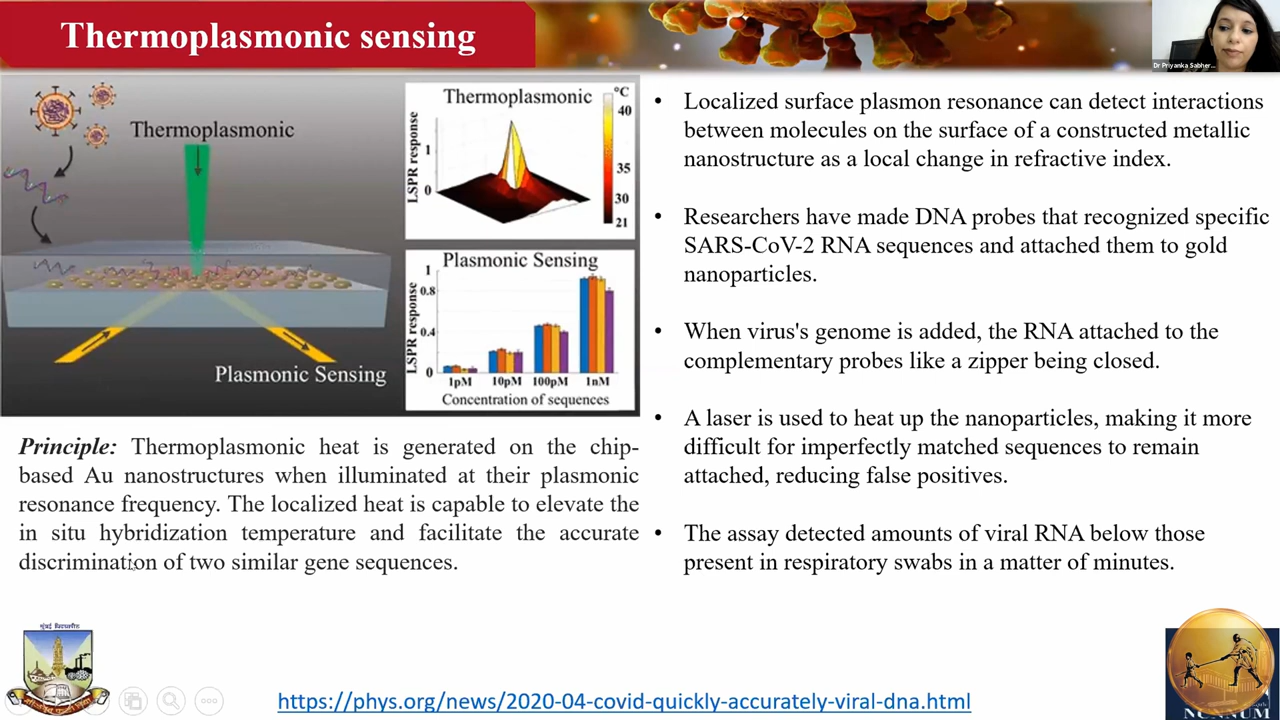 Thermoplasmonic sensing
Dr Priyanka Sabher...
Thermoplasmonic
Plasmonic Sensing
Thermoplasmonic
°C
40
35
30
21
LSPR response
1
0
Plasmonic Sensing
LSPR response
1
0.8
0.4
0
1pM 10pM 100pM 1nM
Concentration of sequences
Principle: Thermoplasmonic heat is generated on the chip-
based Au nanostructures when illuminated at their plasmonic
resonance frequency. The localized heat is capable to elevate the
in situ hybridization temperature and facilitate the accurate
discrimination of two similar gene sequences.
• Localized surface plasmon resonance can detect interactions
between molecules on the surface of a constructed metallic
nanostructure as a local change in refractive index.
• Researchers have made DNA probes that recognized specific
SARS-CoV-2 RNA sequences and attached them to gold
nanoparticles.
• When virus's genome is added, the RNA attached to the
complementary probes like a zipper being closed.
• A laser is used to heat up the nanoparticles, making it more
difficult for imperfectly matched sequences to remain
attached, reducing false positives.
• The assay detected amounts of viral RNA below those
present in respiratory swabs in a matter of minutes.
https://phys.org/news/2020-04-covid-quickly-accurately-viral-dna.html